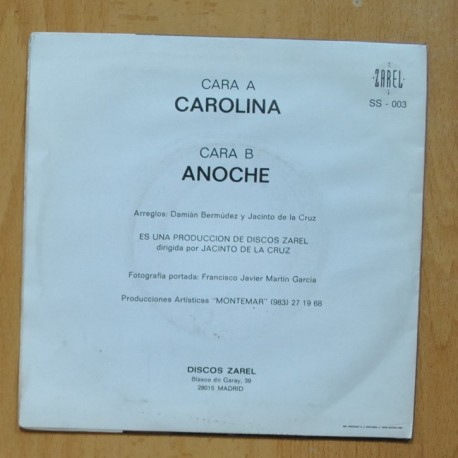 CARA A
CAROLINA
ZAREL
SS - 003
CARA B
ANOCHE
Arreglos: Damián Bermúdez y Jacinto de la Cruz
ES UNA PRODUCCION DE DISCOS ZAREL
dirigida por JACINTO DE LA CRUZ
Fotografía portada: Francisco Javier Martín García
Producciones Artísticas "MONTEMAR" (983) 27 19 68
DISCOS ZAREL
Blasco de Garay, 38
28015 MADRID